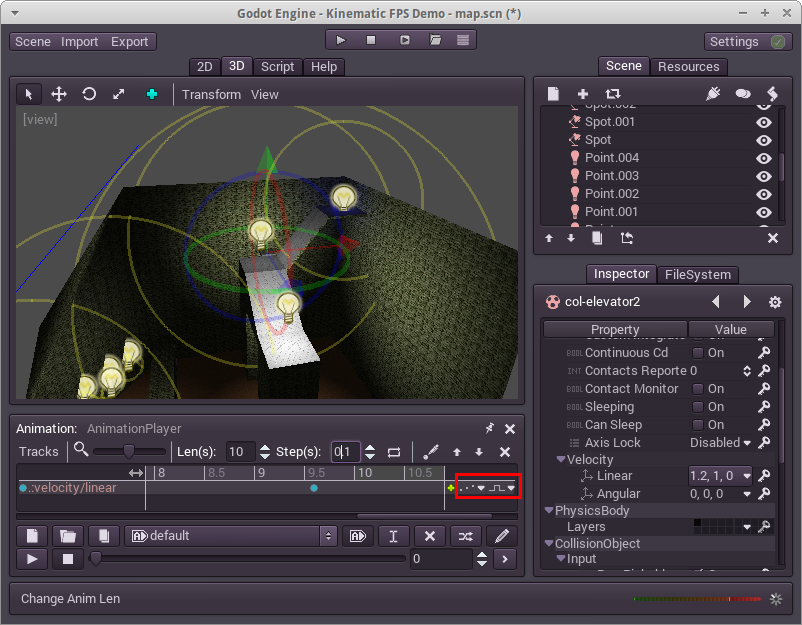 Godot Engine - Kinematic FPS Demo - map.scn (*)
Scene Import Export
Settings
2D 3D Script Help
Scene Resources
Transform View
[view]
Spot.002
Spot.001
Spot
Point.004
Point.003
Point.002
Point.001
Inspector FileSystem
col-elevator2
Property Value
Continuous Cd On
Contacts Reporte 0
Contact Monitor On
Sleeping On
Can Sleep On
Axis Lock Disabled
Velocity
Linear 1.2, 1, 0
Angular 0, 0, 0
PhysicsBody
Layers
CollisionObject
Input
Animation: AnimationPlayer
Tracks Len(s): 10 Step(s): 0.1
8 8.5 9 9.5 10 10.5
.:velocity/linear
default
0
Change Anim Len